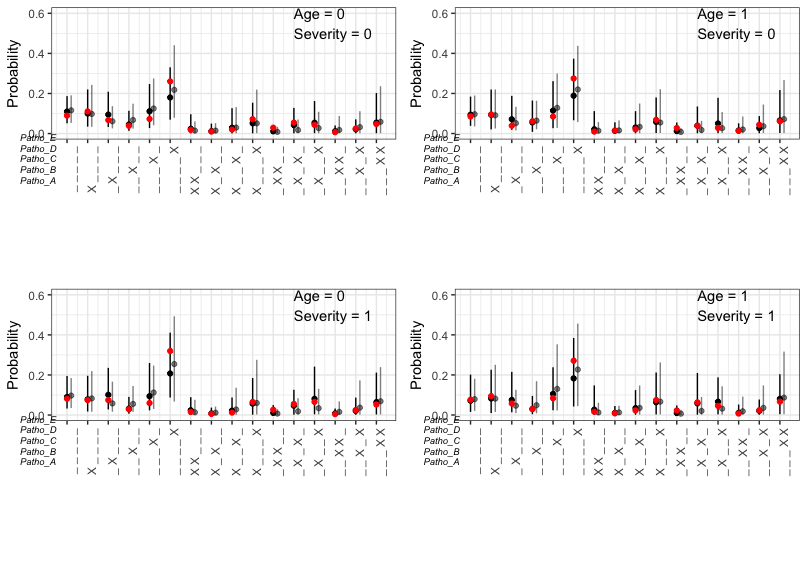 Age = 0
Severity = 0
0.6
0.4
0.2
0.0
Probability
Patho_E
Patho_D
Patho_C
Patho_B
Patho_A
Age = 1
Severity = 0
0.6
0.4
0.2
0.0
Probability
Patho_E
Patho_D
Patho_C
Patho_B
Patho_A
Age = 0
Severity = 1
0.6
0.4
0.2
0.0
Probability
Patho_E
Patho_D
Patho_C
Patho_B
Patho_A
Age = 1
Severity = 1
0.6
0.4
0.2
0.0
Probability
Patho_E
Patho_D
Patho_C
Patho_B
Patho_A